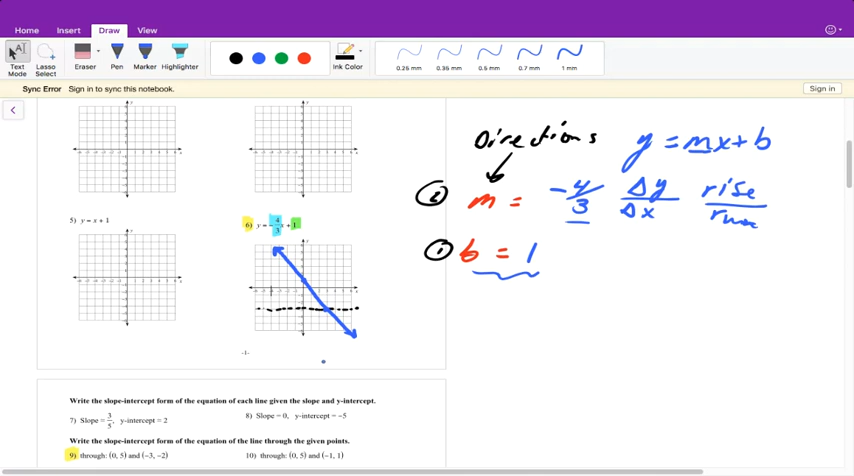 Home Insert Draw View
Text Mode
Lasso Select
Eraser
Pen
Marker
Highlighter
Ink Color
0.25 mm
0.35 mm
0.5 mm
0.7 mm
1 mm
Sync Error Sign in to sync this notebook.
Sign in
Directions
y = mx + b
② m = -4/3 Δy/Δx rise/run
① b = 1
5) y = x + 1
6) y = -4/3 x + 1
-1-
Write the slope-intercept form of the equation of each line given the slope and y-intercept.
7) Slope = 3/5, y-intercept = 2
8) Slope = 0, y-intercept = −5
Write the slope-intercept form of the equation of the line through the given points.
9) through: (0, 5) and (−3, −2)
10) through: (0, 5) and (−1, 1)